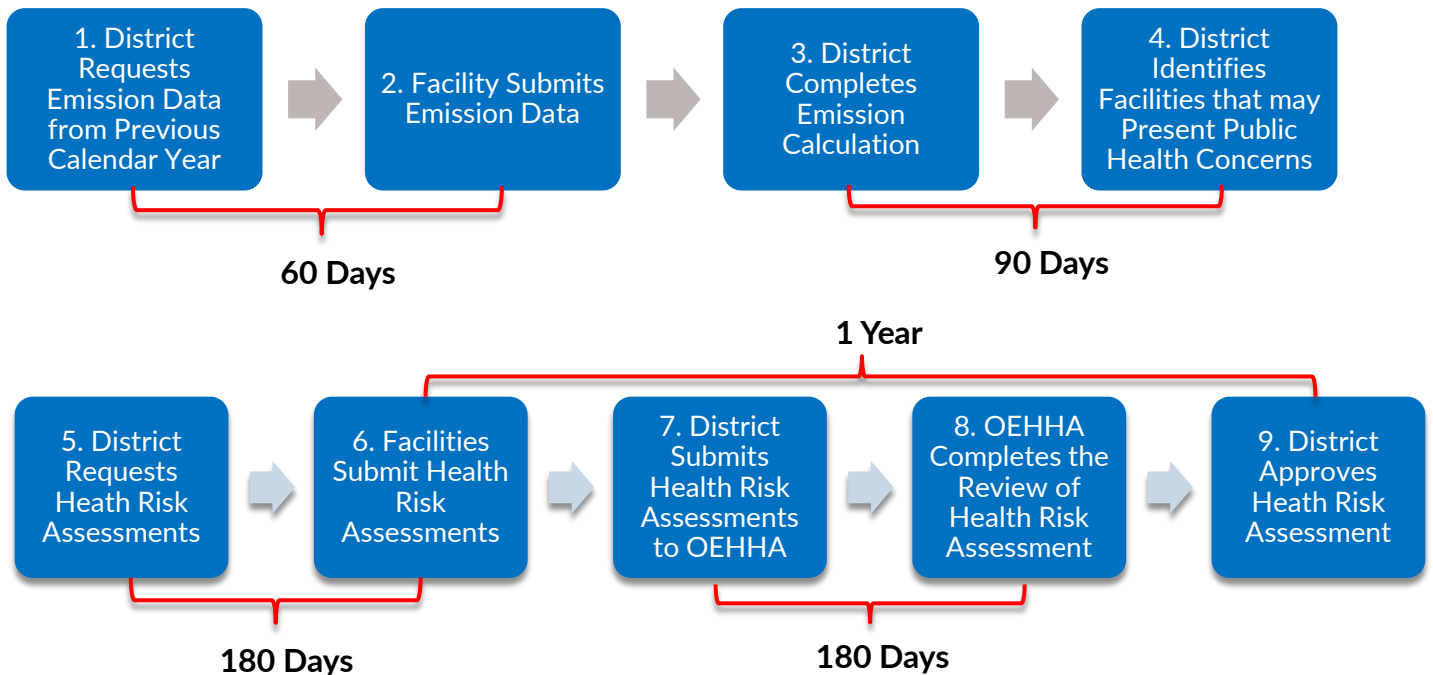 1. District
Requests
Emission Data
from Previous
Calendar Year
2. Facility Submits
Emission Data
3. District
Completes
Emission
Calculation
4. District
Identifies
Facilities that may
Present Public
Health Concerns
60 Days
90 Days
1 Year
5. District
Requests
Heath Risk
Assessments
6. Facilities
Submit Health
Risk
Assessments
7. District
Submits
Health Risk
Assessments
to OEHHA
8. OEHHA
Completes the
Review of
Health Risk
Assessment
9. District
Approves
Heath Risk
Assessment
180 Days
180 Days